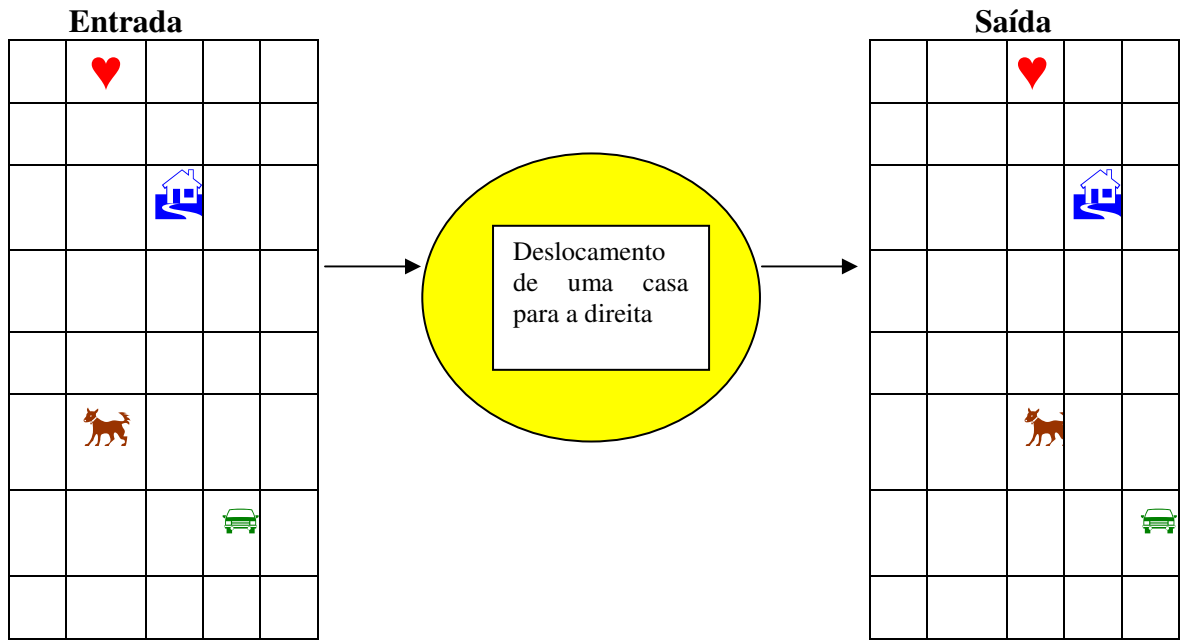 Entrada
Saída
Deslocamento
de uma casa
para a direita